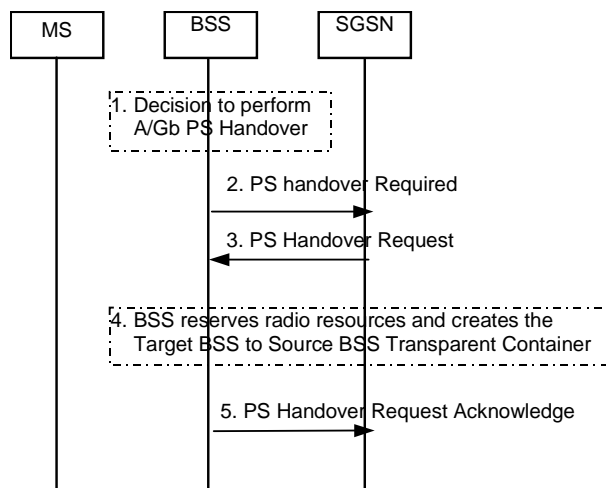 MS BSS SGSN
1. Decision to perform
A/Gb PS Handover
2. PS handover Required
3. PS Handover Request
4. BSS reserves radio resources and creates the
Target BSS to Source BSS Transparent Container
5. PS Handover Request Acknowledge